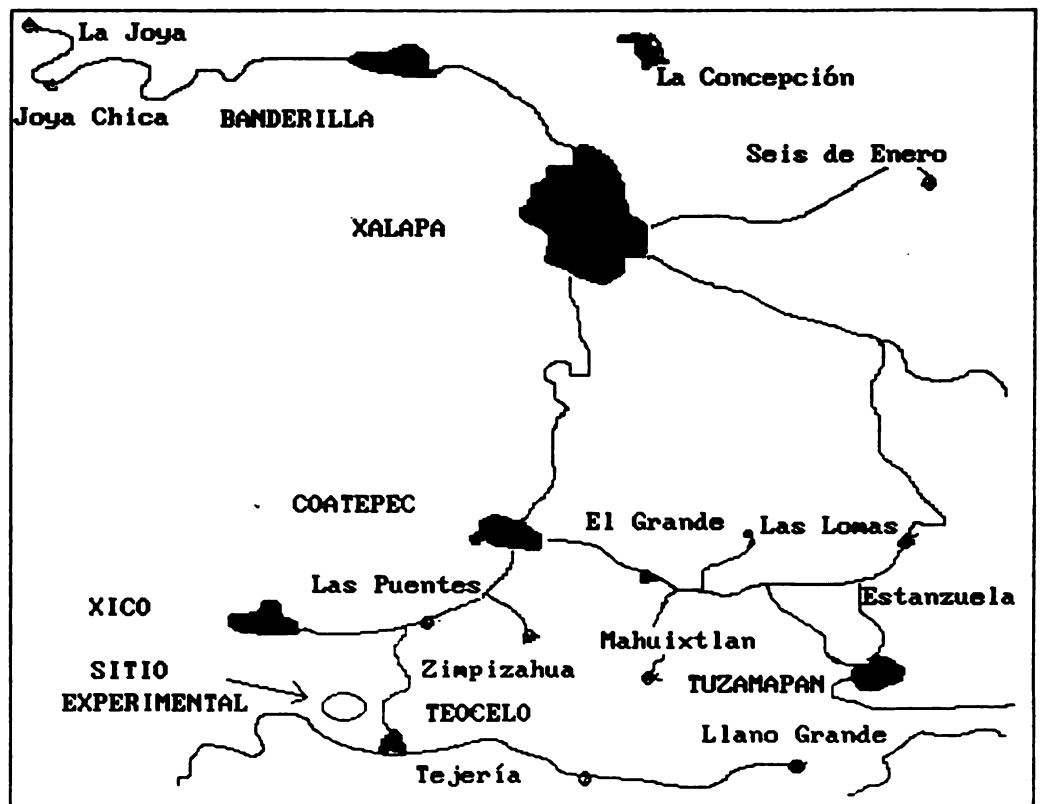 La Joya
La Concepción
Joya Chica
BANDERILLA
Seis de Enero
XALAPA
COATEPEC
El Grande
Las Lomas
Las Puentes
XICO
Estanzuela
Mahuixtlan
Zimpizahua
TUZAMAPAN
SITIO
EXPERIMENTAL
TEOCELO
Llano Grande
Tejería